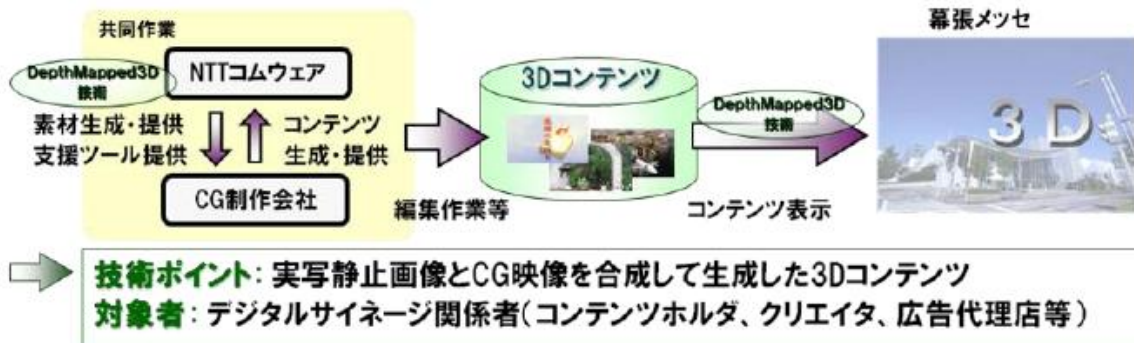 共同作業
DepthMapped3D
技術
NTTコムウェア
素材生成・提供
支援ツール提供
コンテンツ
生成・提供
CG制作会社
編集作業等
3Dコンテンツ
DepthMapped3D
技術
コンテンツ表示
幕張メッセ
3D
技術ポイント：実写静止画像とCG映像を合成して生成した3Dコンテンツ
対象者：デジタルサイネージ関係者（コンテンツホルダ、クリエイタ、広告代理店等）